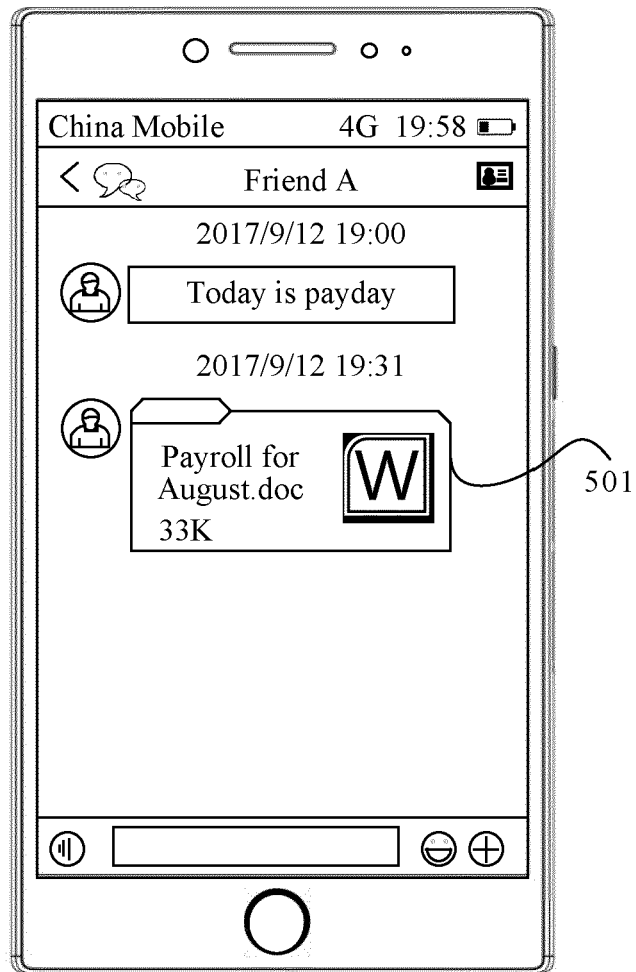 China Mobile 4G 19:58
Friend A
2017/9/12 19:00
Today is payday
2017/9/12 19:31
Payroll for
August.doc
33K
W
501